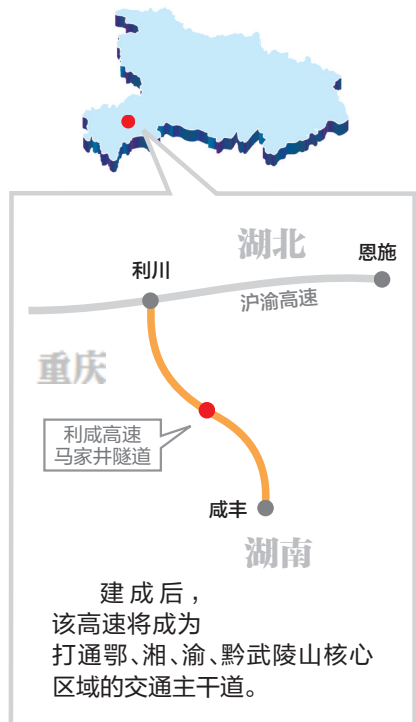 湖北
恩施
利川
沪渝高速
重庆
利咸高速
马家井隧道
咸丰
湖南
建成后，
该高速将成为
打通鄂、湘、渝、黔武陵山核心
区域的交通主干道。